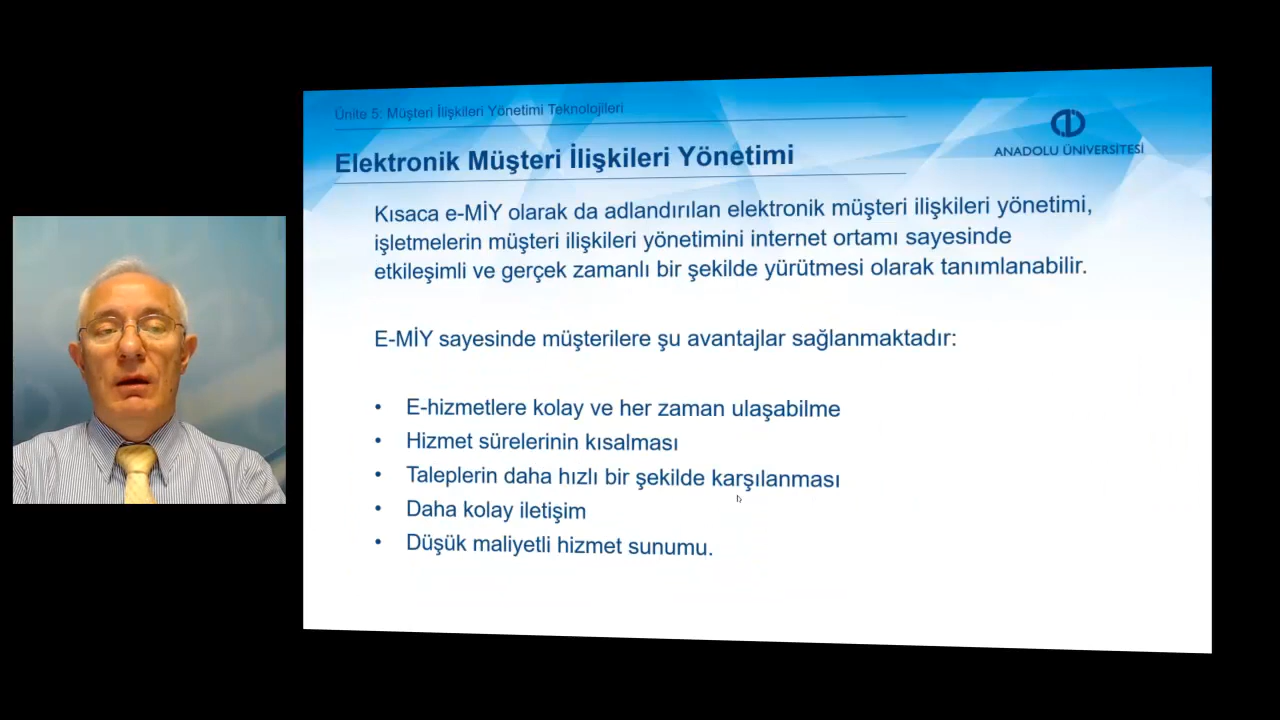 Ünite 5: Müşteri İlişkileri Yönetimi Teknolojileri
ANADOLU ÜNİVERSİTESİ
Elektronik Müşteri İlişkileri Yönetimi
Kısaca e-MİY olarak da adlandırılan elektronik müşteri ilişkileri yönetimi,
işletmelerin müşteri ilişkileri yönetimini internet ortamı sayesinde
etkileşimli ve gerçek zamanlı bir şekilde yürütmesi olarak tanımlanabilir.
E-MİY sayesinde müşterilere şu avantajlar sağlanmaktadır:
• E-hizmetlere kolay ve her zaman ulaşabilme
• Hizmet sürelerinin kısalması
• Taleplerin daha hızlı bir şekilde karşılanması
• Daha kolay iletişim
• Düşük maliyetli hizmet sunumu.